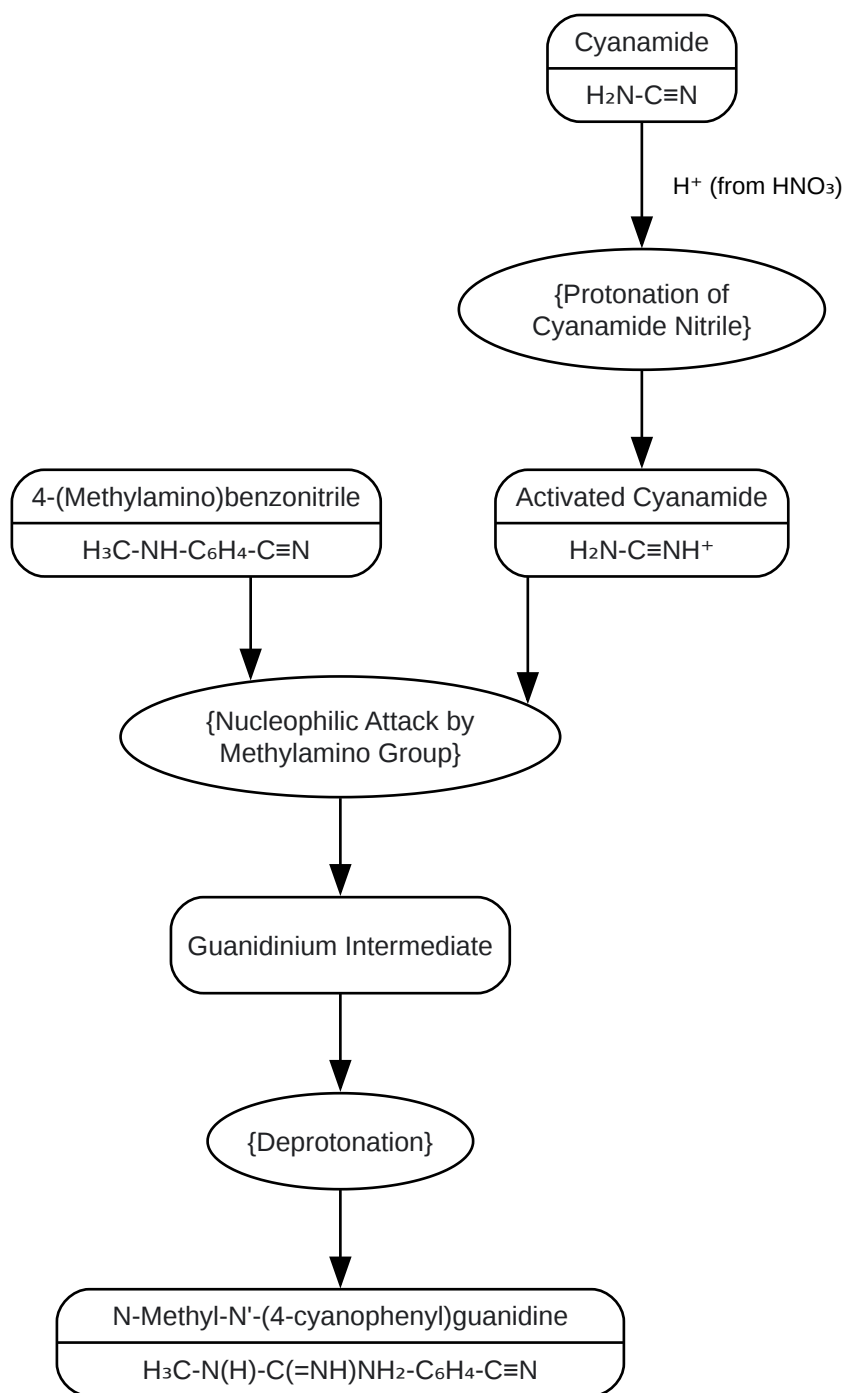 Cyanamide
H₂N-C≡N
H⁺ (from HNO₃)
{Protonation of
Cyanamide Nitrile}
4-(Methylamino)benzonitrile
H₃C-NH-C₆H₄-C≡N
Activated Cyanamide
H₂N-C≡NH⁺
{Nucleophilic Attack by
Methylamino Group}
Guanidinium Intermediate
{Deprotonation}
N-Methyl-N'-(4-cyanophenyl)guanidine
H₃C-N(H)-C(=NH)NH₂-C₆H₄-C≡N